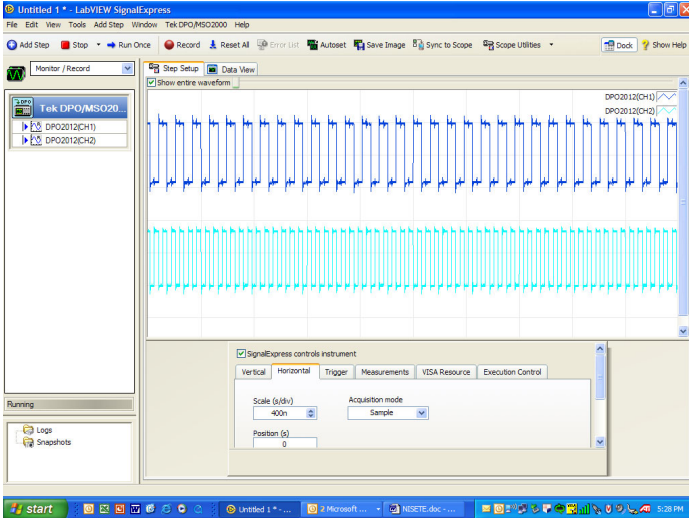 Untitled 1 * - LabVIEW SignalExpress
File Edit View Tools Add Step Window Tek DPO/MSO2000 Help
Add Step Stop Run Once Record Reset All Error List Autoset Save Image Sync to Scope Scope Utilities Dock Show Help
Monitor / Record
Step Setup Data View
Show entire waveform
DPO2012(CH1)
DPO2012(CH2)
Tek DPO/MSO20...
DPO2012(CH1)
DPO2012(CH2)
SignalExpress controls instrument
Vertical Horizontal Trigger Measurements VISA Resource Execution Control
Scale (s/div) Acquisition mode
400n Sample
Position (s)
0
Running
Logs
Snapshots
start Untitled 1 * - ... 2 Microsoft ... NISETE.doc - ... 5:28 PM